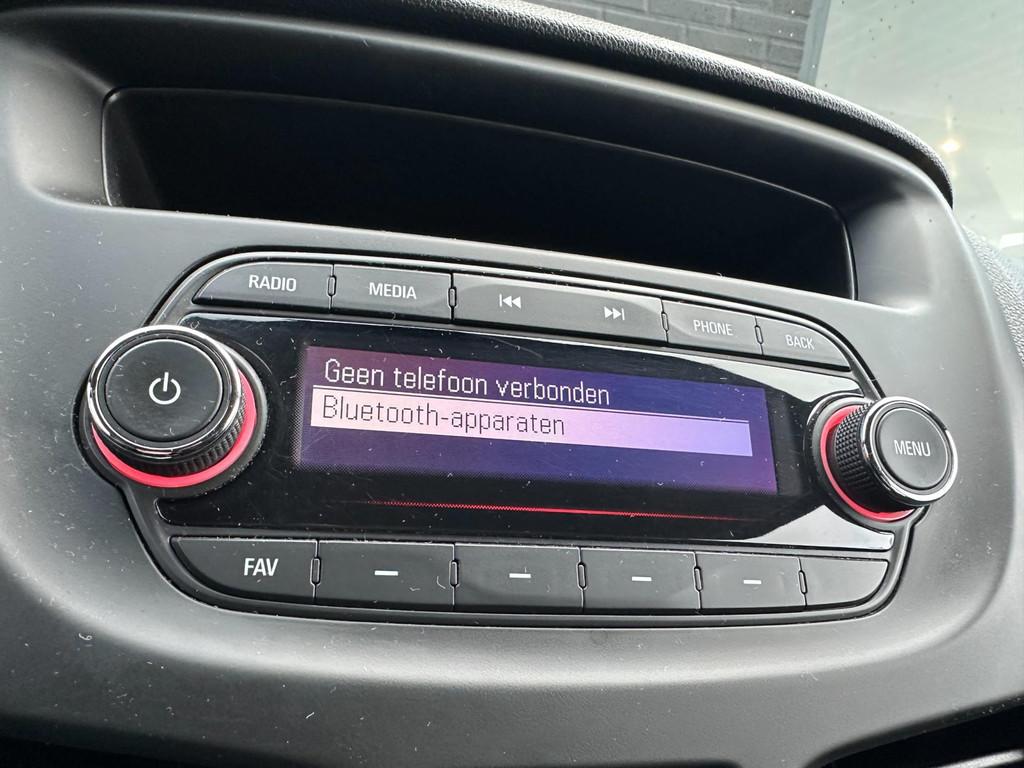 RADIO
MEDIA
PHONE
BACK
Geen telefoon verbonden
Bluetooth-apparaten
MENU
FAV